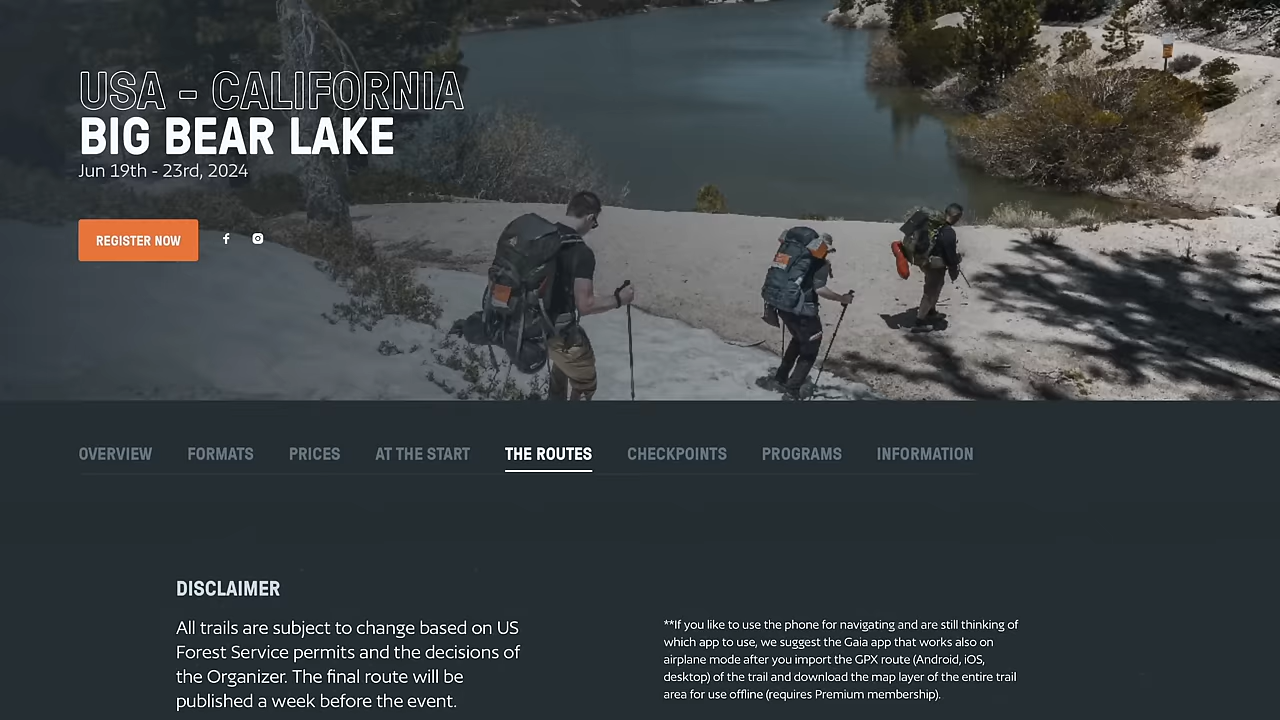 USA - CALIFORNIA
BIG BEAR LAKE
Jun 19th - 23rd, 2024
REGISTER NOW
OVERVIEW FORMATS PRICES AT THE START THE ROUTES CHECKPOINTS PROGRAMS INFORMATION
DISCLAIMER
All trails are subject to change based on US
Forest Service permits and the decisions of
the Organizer. The final route will be
published a week before the event.
**If you like to use the phone for navigating and are still thinking of
which app to use, we suggest the Gaia app that works also on
airplane mode after you import the GPX route (Android, iOS,
desktop) of the trail and download the map layer of the entire trail
area for use offline (requires Premium membership).